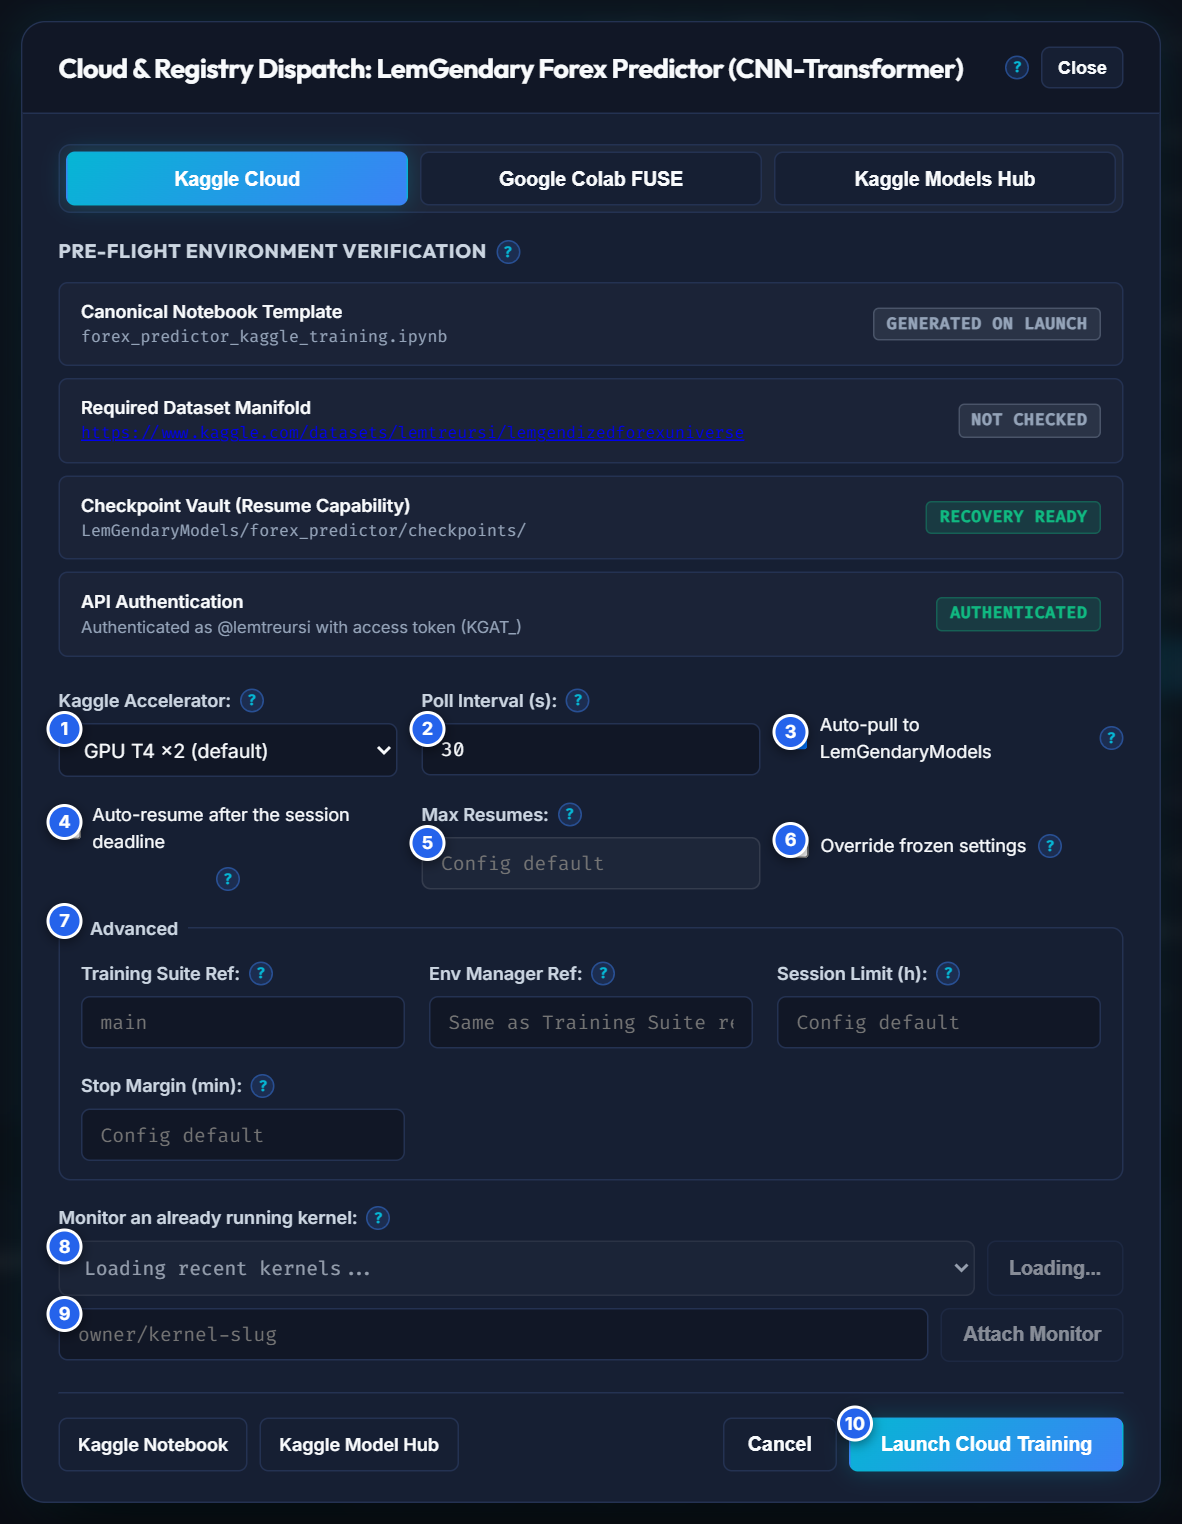 Cloud & Registry Dispatch: LemGendary Forex Predictor (CNN-Transformer)
?
Close
Kaggle Cloud
Google Colab FUSE
Kaggle Models Hub
PRE-FLIGHT ENVIRONMENT VERIFICATION ?
Canonical Notebook Template
forex_predictor_kaggle_training.ipynb
GENERATED ON LAUNCH
Required Dataset Manifold
https://www.kaggle.com/datasets/lemtreursi/lemgendizedforexuniverse
NOT CHECKED
Checkpoint Vault (Resume Capability)
LemGendaryModels/forex_predictor/checkpoints/
RECOVERY READY
API Authentication
Authenticated as @lemtreursi with access token (KGAT_)
AUTHENTICATED
Kaggle Accelerator: ?
1
GPU T4 ×2 (default)
Poll Interval (s): ?
2
30
3
Auto-pull to
LemGendaryModels
?
4
Auto-resume after the session
deadline
?
Max Resumes: ?
5
Config default
6
Override frozen settings ?
7
Advanced
Training Suite Ref: ?
main
Env Manager Ref: ?
Same as Training Suite re
Session Limit (h): ?
Config default
Stop Margin (min): ?
Config default
Monitor an already running kernel: ?
8
Loading recent kernels...
Loading...
9
owner/kernel-slug
Attach Monitor
Kaggle Notebook
Kaggle Model Hub
Cancel
10
Launch Cloud Training